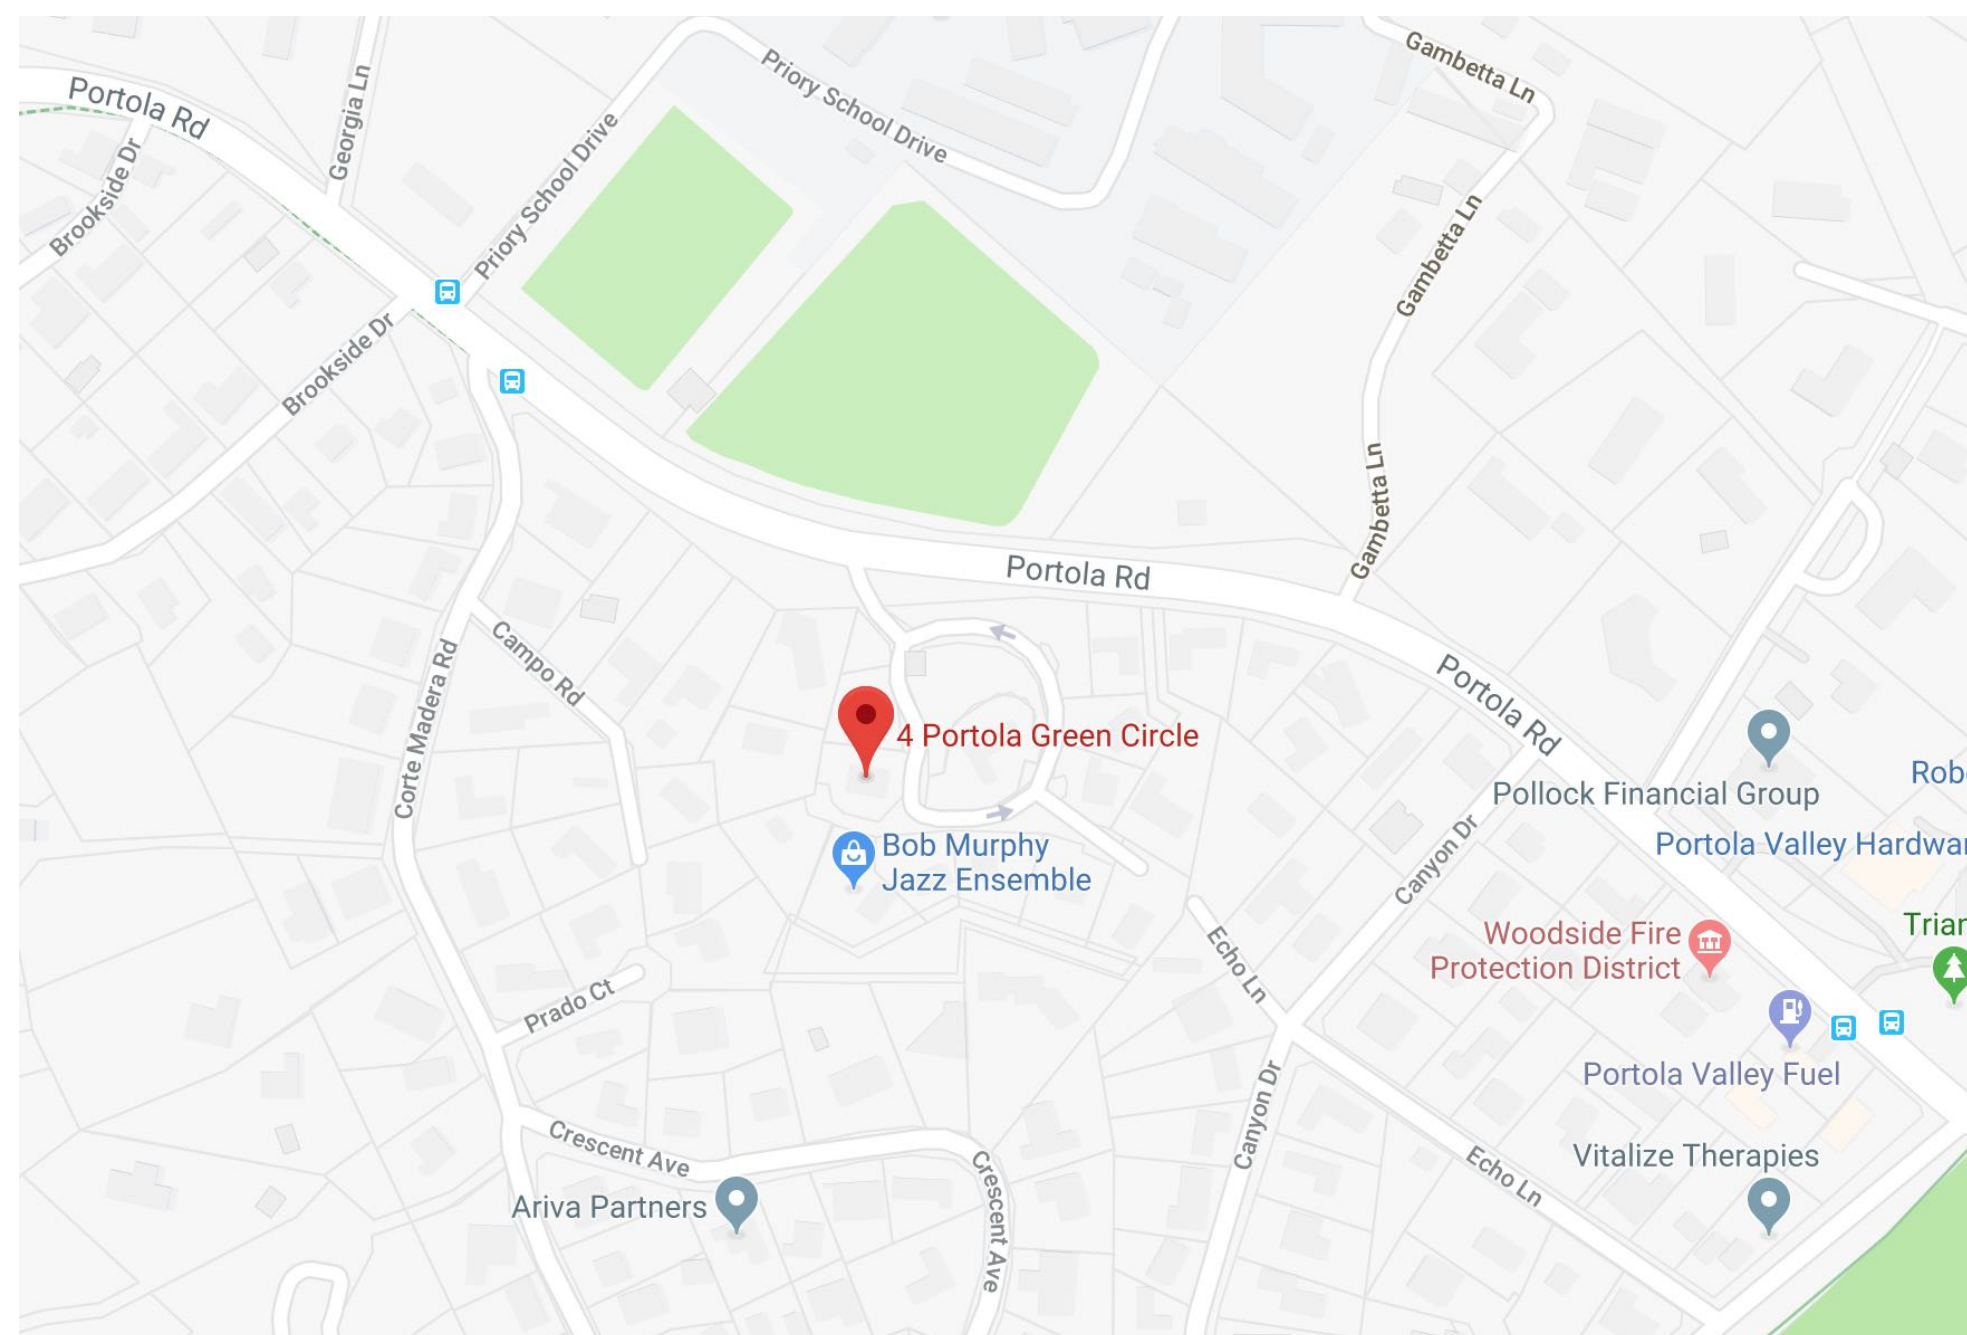 Gambetta Ln
Priory School Drive
Portola Rd
Georgia Ln
Brookside Dr
Priory School Drive
Gambetta Ln
Brookside Dr
Gambetta Ln
Portola Rd
Campo Rd
Corte Madera Rd
Portola Rd
4 Portola Green Circle
Pollock Financial Group
Rob
Portola Valley Hardwar
Bob Murphy
Jazz Ensemble
Canyon Dr
Woodside Fire
Protection District
Trian
Echo Ln
Prado Ct
Portola Valley Fuel
Canyon Dr
Crescent Ave
Crescent Ave
Echo Ln
Vitalize Therapies
Ariva Partners